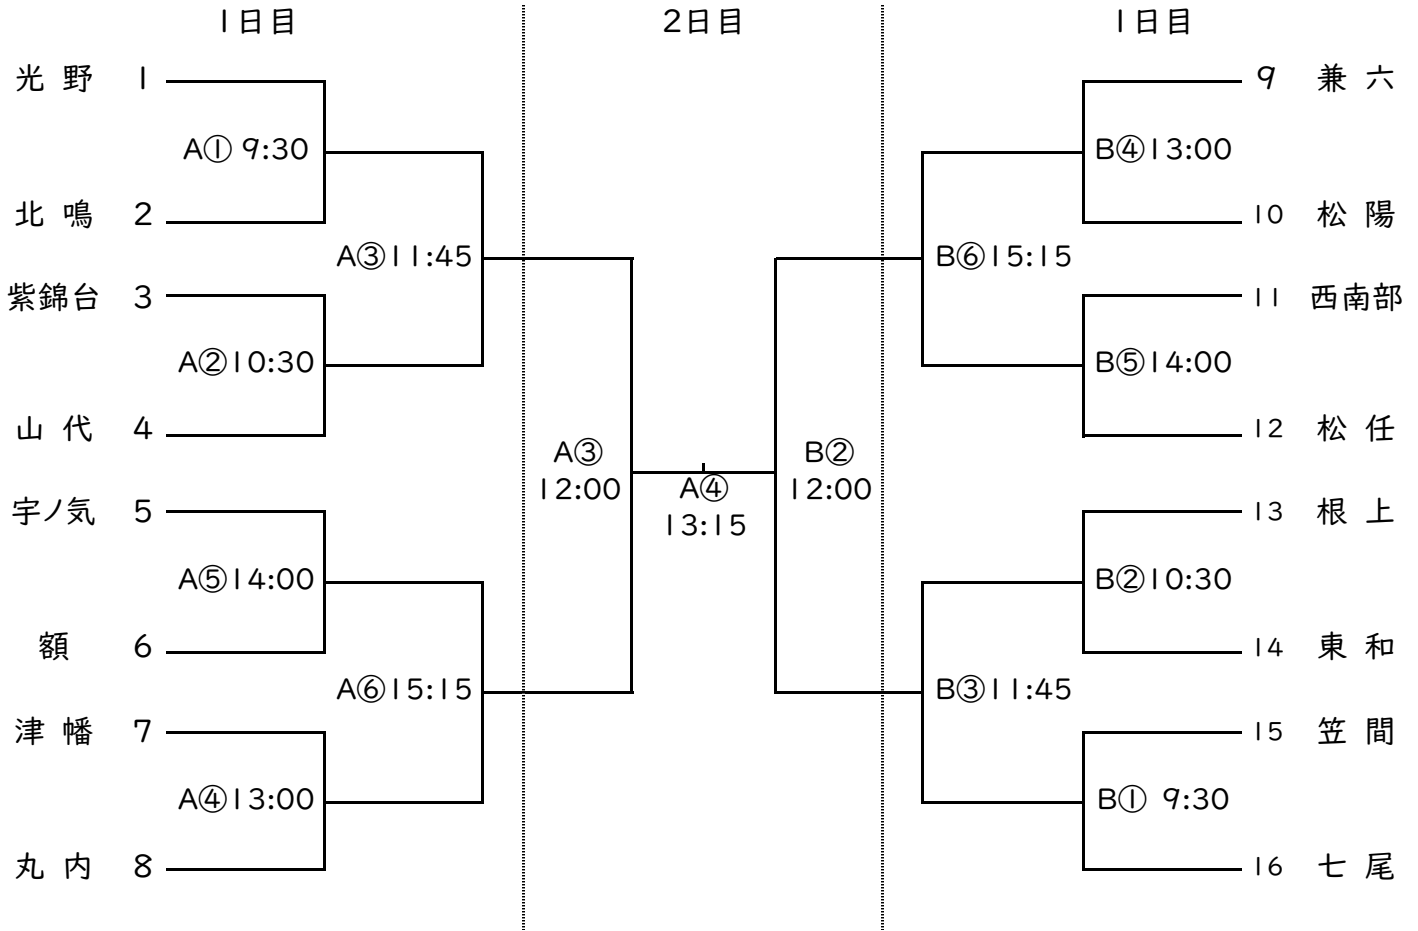 1日目 2日目 1日目
光 野 1 9 兼 六
A① 9:30 B④13:00
北 鳴 2 10 松 陽
A③11:45 B⑥15:15
紫錦台 3 11 西南部
A②10:30 B⑤14:00
山 代 4 12 松 任
A③ B②
12:00 12:00
A④
13:15
宇ノ気 5 13 根 上
A⑤14:00 B②10:30
額 6 14 東 和
A⑥15:15 B③11:45
津 幡 7 15 笠 間
A④13:00 B① 9:30
丸 内 8 16 七 尾